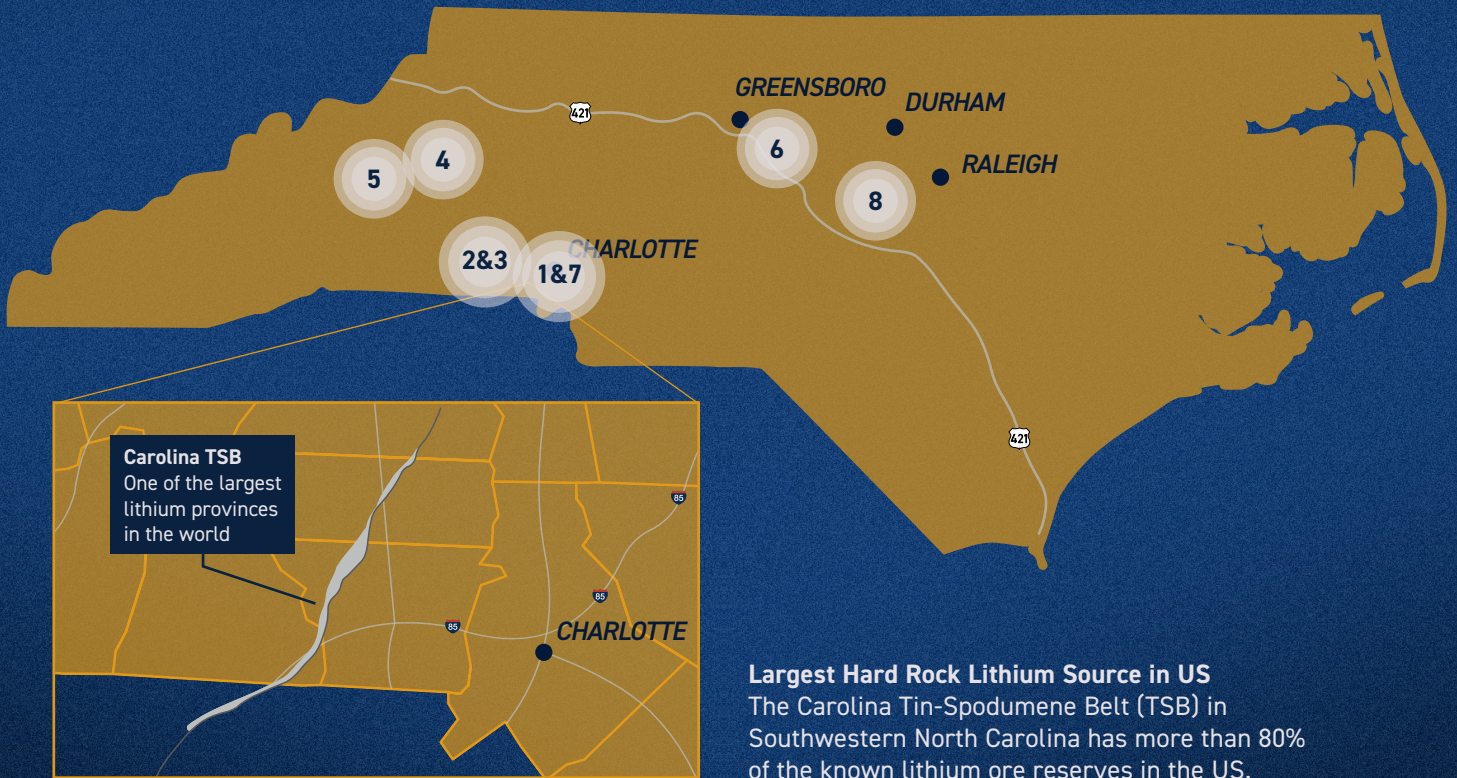 GREENSBORO
DURHAM
421
6
4
RALEIGH
5
8
CHARLOTTE
2&3
1&7
421
Carolina TSB
One of the largest
lithium provinces
in the world
85
85
85
CHARLOTTE
Largest Hard Rock Lithium Source in US
The Carolina Tin-Spodumene Belt (TSB) in
Southwestern North Carolina has more than 80%
of the known lithium ore reserves in the US.